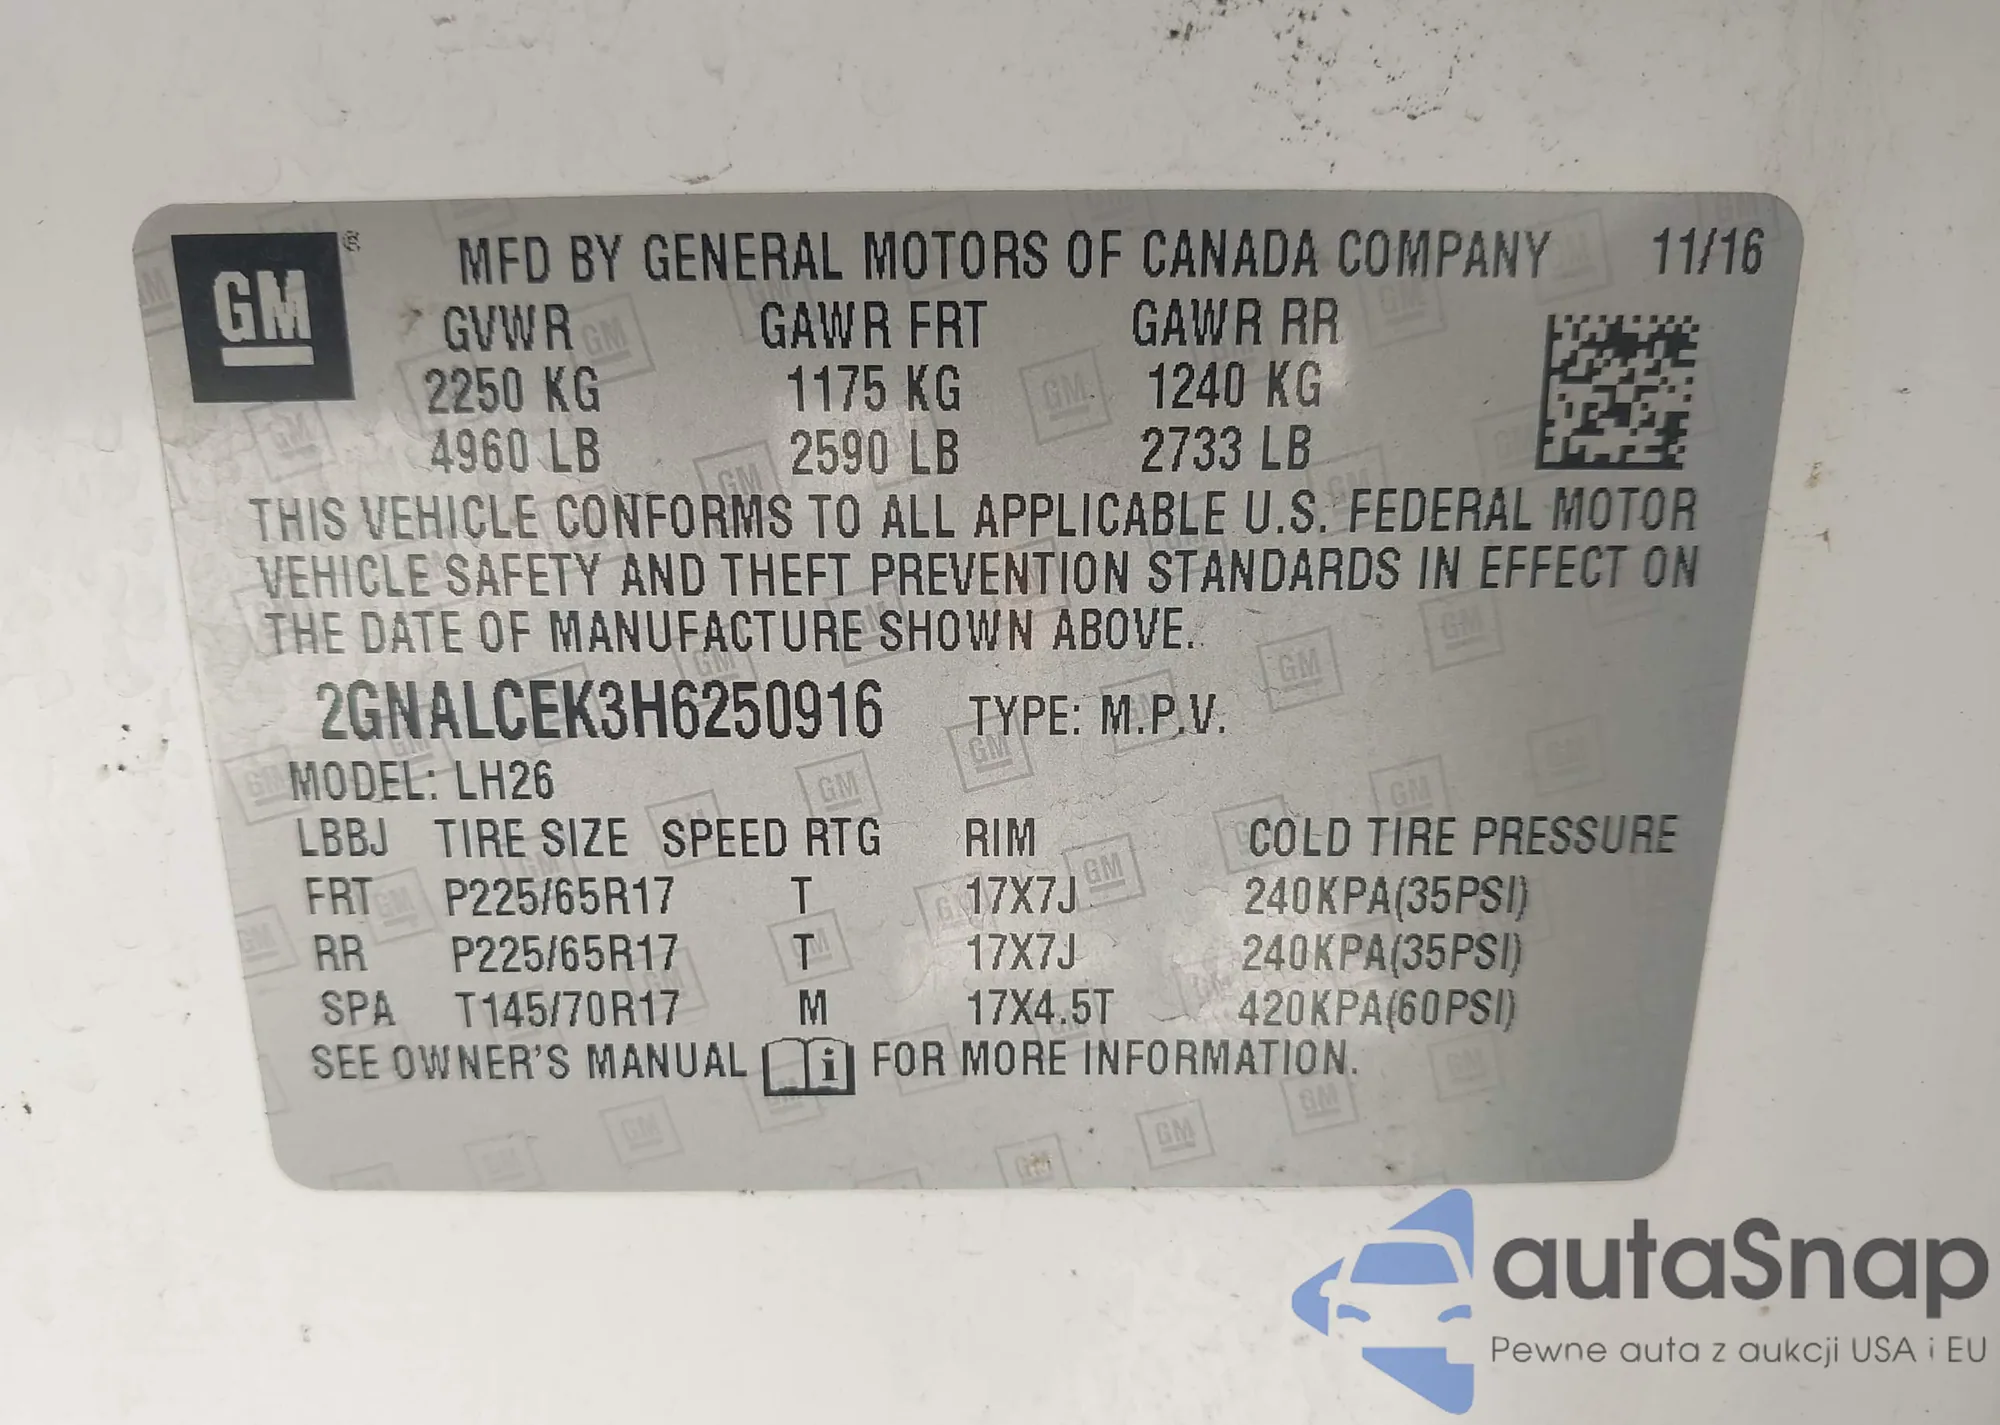 GM ® MFD BY GENERAL MOTORS OF CANADA COMPANY 11/16
GVWR GAWR FRT GAWR RR
2250 KG 1175 KG 1240 KG
4960 LB 2590 LB 2733 LB
THIS VEHICLE CONFORMS TO ALL APPLICABLE U.S. FEDERAL MOTOR
VEHICLE SAFETY AND THEFT PREVENTION STANDARDS IN EFFECT ON
THE DATE OF MANUFACTURE SHOWN ABOVE.
2GNALCEK3H6250916 TYPE: M.P.V.
MODEL: LH26
LBBJ TIRE SIZE SPEED RTG RIM COLD TIRE PRESSURE
FRT P225/65R17 T 17X7J 240KPA(35PSI)
RR P225/65R17 T 17X7J 240KPA(35PSI)
SPA T145/70R17 M 17X4.5T 420KPA(60PSI)
SEE OWNER'S MANUAL i FOR MORE INFORMATION.
autaSnap
Pewne auta z aukcji USA i EU